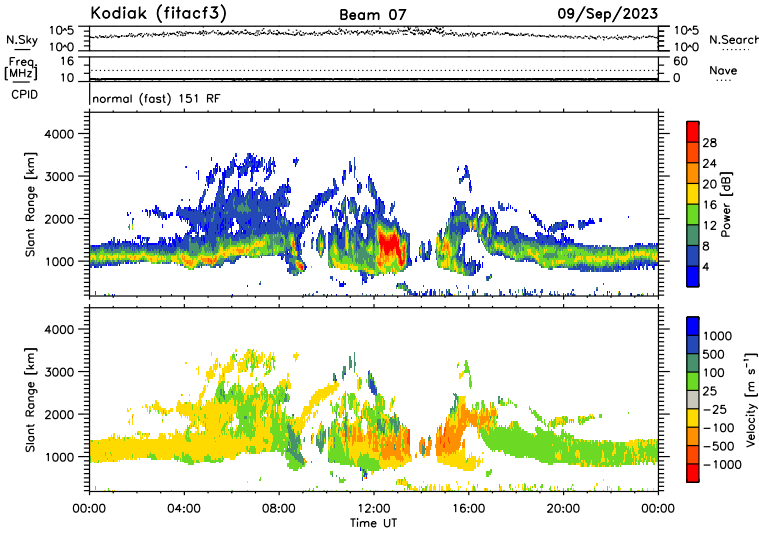 Kodiak (fitacf3) Beam 07 09/Sep/2023
N.Sky 10^5 10^0 10^5 10^0 N.Search
Freq. [MHz] 16 10 60 0 Nave
CPID normal (fast) 151 RF
Slant Range [km] 4000 3000 2000 1000
28 24 20 16 12 8 4 Power [dB]
Slant Range [km] 4000 3000 2000 1000
1000 500 100 25 −25 −100 −500 −1000 Velocity [m s^-1]
00:00 04:00 08:00 12:00 16:00 20:00 00:00
Time UT